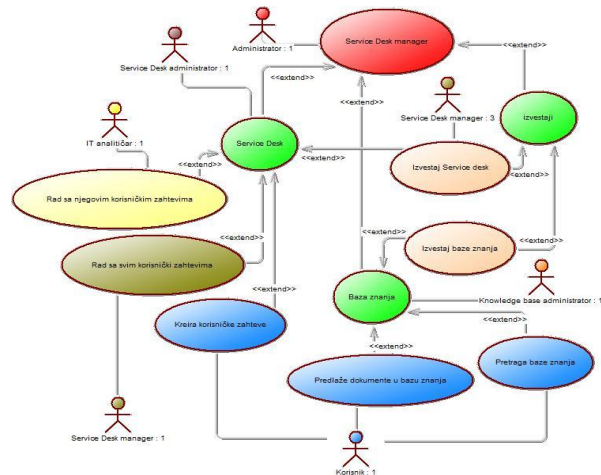 Administrator : 1
Service Desk manager
<<extend>>
Service Desk administrator : 1
<<extend>>
<<extend>>
Service Desk manager : 3
izvestaji
IT analitičar : 1
Service Desk
<<extend>>
<<extend>>
Izvestaj Service desk
<<extend>>
Rad sa njegovim korisničkim zahtevima
<<extend>>
Rad sa svim korisnički zahtevima
<<extend>>
<<extend>>
Izvestaj baze znanja
<<extend>>
<<extend>>
Baza znanja
Knowledge base administrator : 1
Kreira korisničke zahteve
<<extend>>
<<extend>>
Pretraga baze znanja
Predlaže dokumente u bazu znanja
Service Desk manager : 1
Korisnik : 1